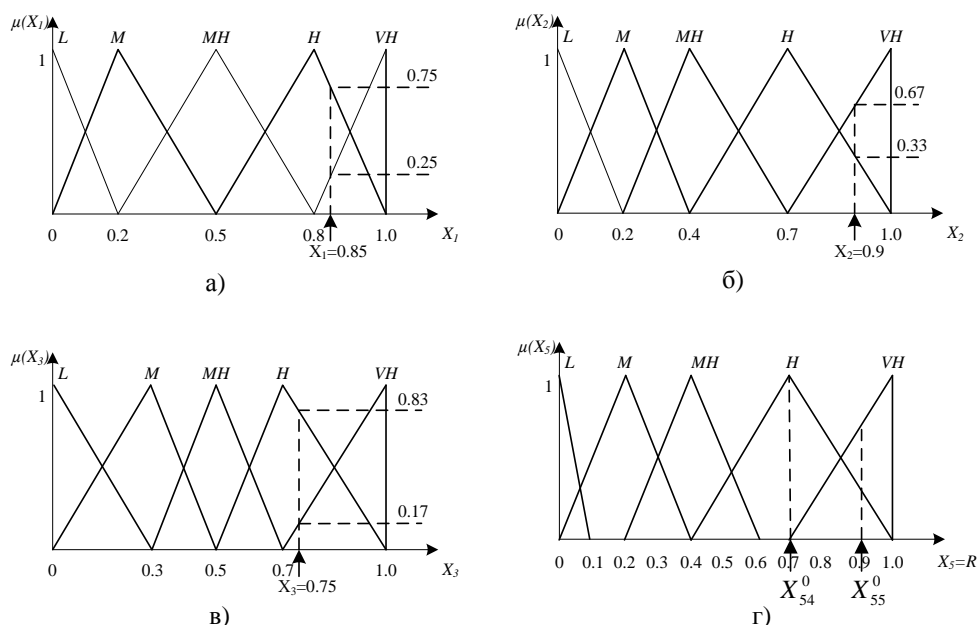 μ(X₁)
L M MH H VH
1
0.75
0.25
0 0.2 0.5 0.8 1.0 X₁
X₁=0.85
а)
μ(X₂)
L M MH H VH
1
0.67
0.33
0 0.2 0.4 0.7 1.0 X₂
X₂=0.9
б)
μ(X₃)
L M MH H VH
1
0.83
0.17
0 0.3 0.5 0.7 1.0 X₃
X₃=0.75
в)
μ(X₅)
L M MH H VH
1
0 0.1 0.2 0.3 0.4 0.5 0.6 0.7 0.8 0.9 1.0 X₅=R
X⁰₅₄ X⁰₅₅
г)